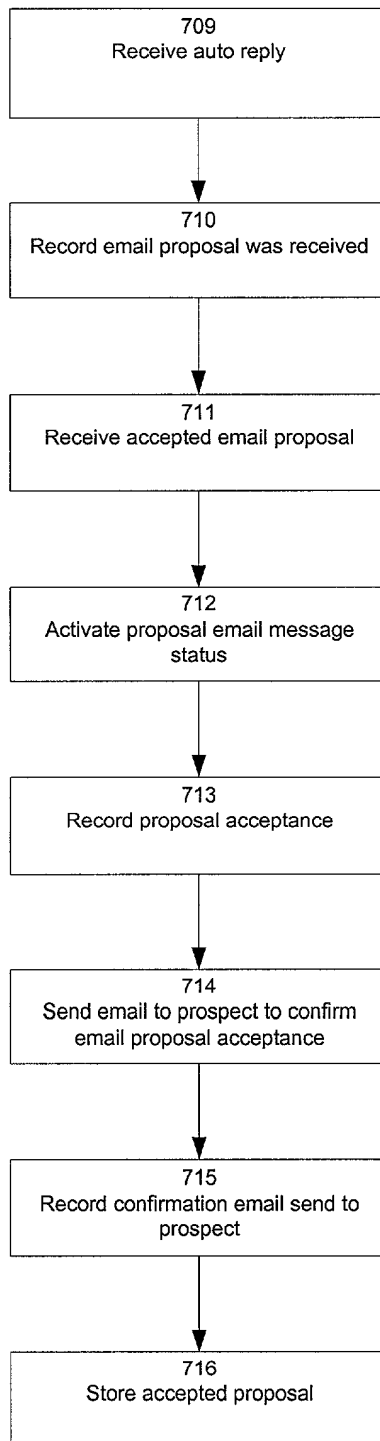 709
Receive auto reply
710
Record email proposal was received
711
Receive accepted email proposal
712
Activate proposal email message
status
713
Record proposal acceptance
714
Send email to prospect to confirm
email proposal acceptance
715
Record confirmation email send to
prospect
716
Store accepted proposal